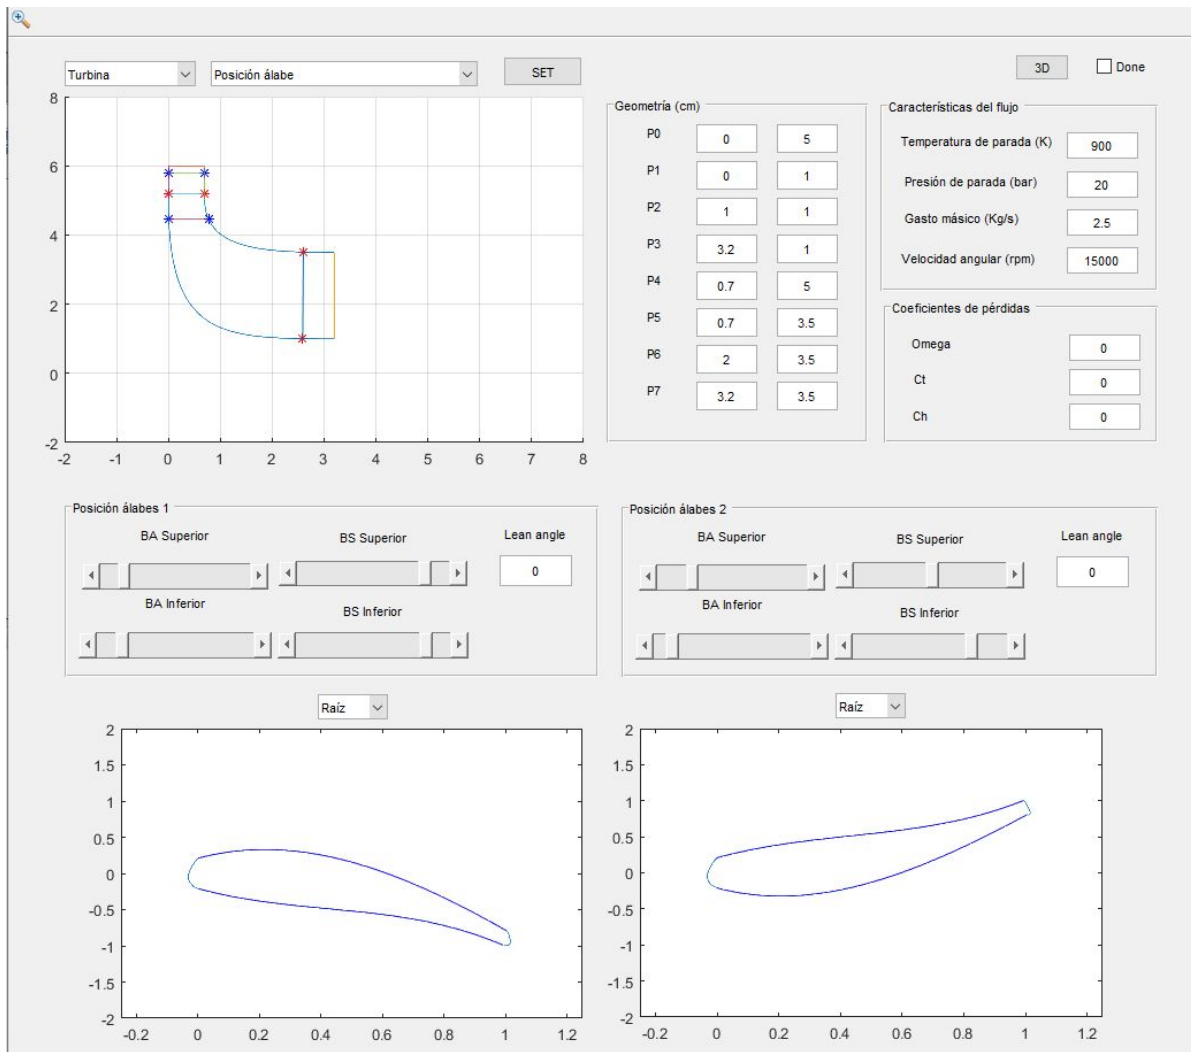 Turbina
Posición álabe
SET
3D
Done
8
6
4
2
0
-2
-2 -1 0 1 2 3 4 5 6 7 8
Geometría (cm)
P0 0 5
P1 0 1
P2 1 1
P3 3.2 1
P4 0.7 5
P5 0.7 3.5
P6 2 3.5
P7 3.2 3.5
Características del flujo
Temperatura de parada (K) 900
Presión de parada (bar) 20
Gasto másico (Kg/s) 2.5
Velocidad angular (rpm) 15000
Coeficientes de pérdidas
Omega 0
Ct 0
Ch 0
Posición álabes 1
BA Superior BS Superior Lean angle
0
BA Inferior BS Inferior
Posición álabes 2
BA Superior BS Superior Lean angle
0
BA Inferior BS Inferior
Raíz
2
1.5
1
0.5
0
-0.5
-1
-1.5
-2
-0.2 0 0.2 0.4 0.6 0.8 1 1.2
Raíz
2
1.5
1
0.5
0
-0.5
-1
-1.5
-2
-0.2 0 0.2 0.4 0.6 0.8 1 1.2